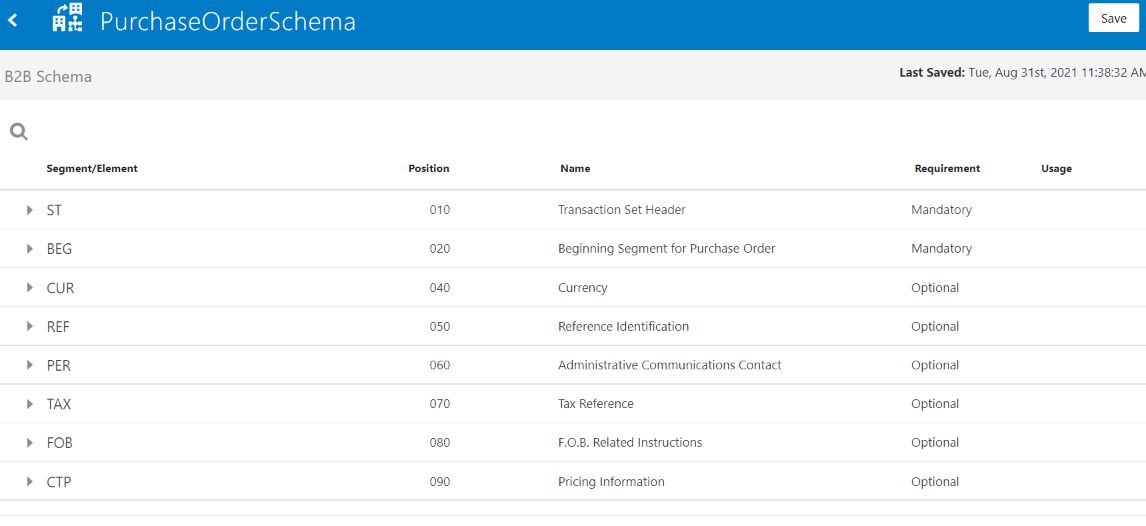 PurchaseOrderSchema
Save
B2B Schema
Last Saved: Tue, Aug 31st, 2021 11:38:32 AM
Segment/Element Position Name Requirement Usage
ST 010 Transaction Set Header Mandatory
BEG 020 Beginning Segment for Purchase Order Mandatory
CUR 040 Currency Optional
REF 050 Reference Identification Optional
PER 060 Administrative Communications Contact Optional
TAX 070 Tax Reference Optional
FOB 080 F.O.B. Related Instructions Optional
CTP 090 Pricing Information Optional